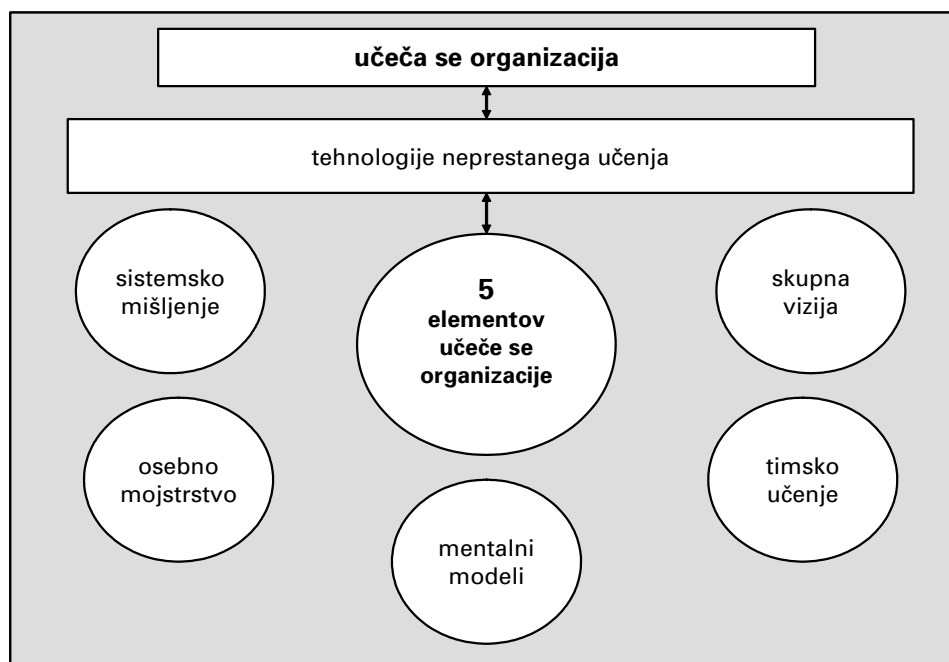 učeča se organizacija
tehnologije neprestanega učenja
sistemsko
mišljenje
5
elementov
učeče se
organizacije
skupna
vizija
osebno
mojstrstvo
mentalni
modeli
timsko
učenje